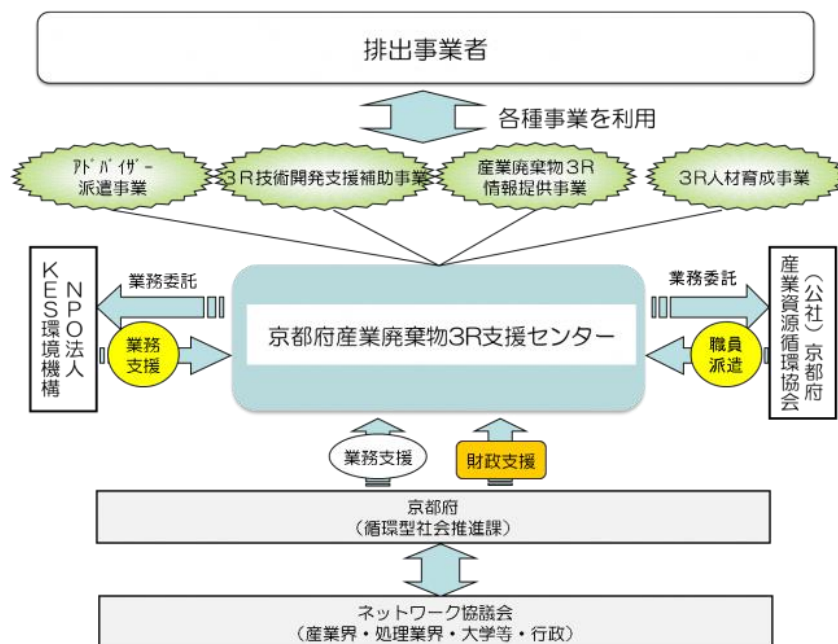 排出事業者
各種事業を利用
ｱﾄﾞﾊﾞｲｻﾞｰ
派遣事業
3R技術開発支援補助事業
産業廃棄物3R
情報提供事業
3R人材育成事業
NPO法人
KES環境機構
業務委託
業務
支援
京都府産業廃棄物3R支援センター
業務委託
職員
派遣
（公社）京都府
産業資源循環協会
業務支援
財政支援
京都府
（循環型社会推進課）
ネットワーク協議会
（産業界・処理業界・大学等・行政）